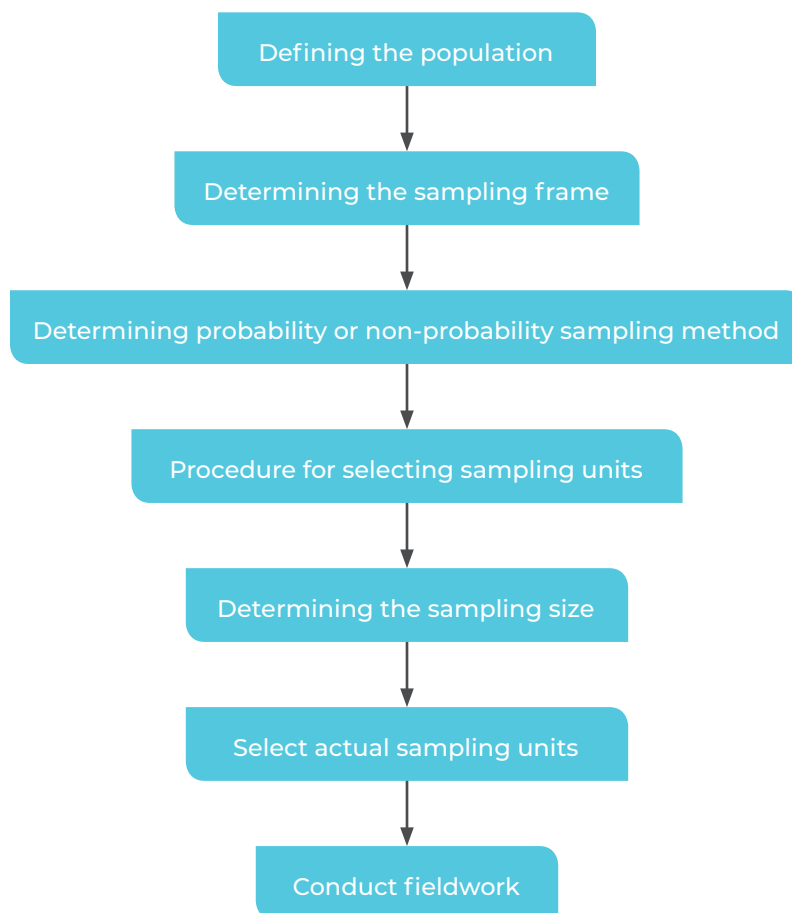 Defining the population
Determining the sampling frame
Determining probability or non-probability sampling method
Procedure for selecting sampling units
Determining the sampling size
Select actual sampling units
Conduct fieldwork